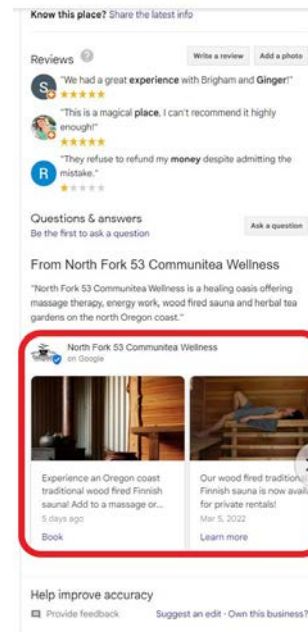 Know this place? Share the latest info
Reviews ?
Write a review
Add a photo
"We had a great experience with Brigham and Ginger!"
S
"This is a magical place, I can't recommend it highly
enough!"
"They refuse to refund my money despite admitting the
R
mistake."
Questions & answers
Ask a question
Be the first to ask a question
From North Fork 53 Communitea Wellness
"North Fork 53 Communitea Wellness is a healing oasis offering
massage therapy, energy work, wood fired sauna and herbal tea
gardens on the north Oregon coast."
North Fork 53 Communitea Wellness
on Google
Experience an Oregon coast
traditional wood fired Finnish
sauna! Add to a massage or...
5 days ago
Book
Our wood fired traditional
Finnish sauna is now avail
for private rentals!
Mar 5, 2022
Learn more
Help improve accuracy
Provide feedback
Suggest an edit · Own this business?